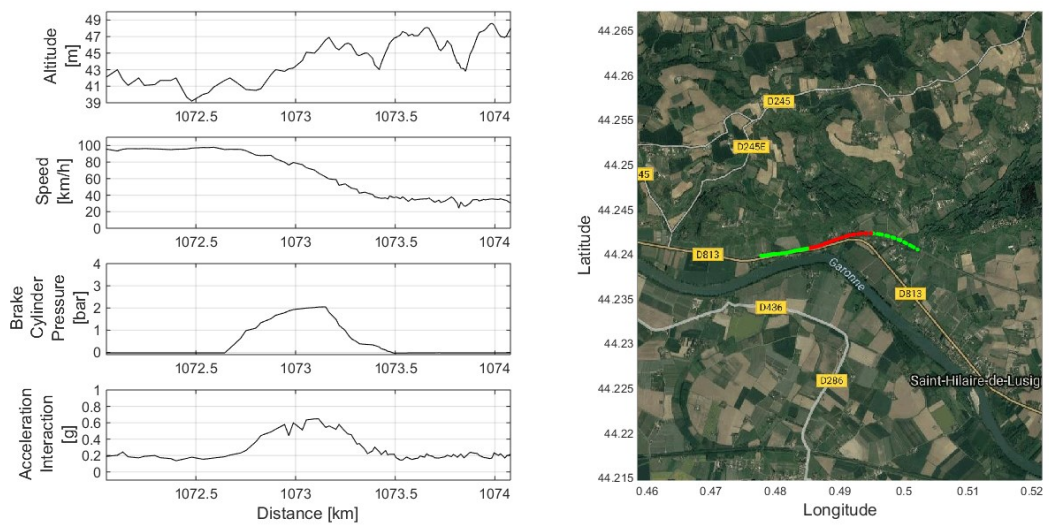 Altitude
[m]
49
47
45
43
41
39
1072.5
1073
1073.5
1074
Speed
[km/h]
100
80
60
40
20
0
1072.5
1073
1073.5
1074
Brake
Cylinder
Pressure
[bar]
4
3
2
1
0
1072.5
1073
1073.5
1074
Acceleration
Interaction
[g]
1
0.8
0.6
0.4
0.2
0
1072.5
1073
1073.5
1074
Distance [km]
Latitude
44.265
44.26
44.255
44.25
44.245
44.24
44.235
44.23
44.225
44.22
44.215
D245
D245E
45
D813
Garonne
D813
D436
D286
Saint-Hilaire-de-Lusig
0.46
0.47
0.48
0.49
0.5
0.51
0.52
Longitude